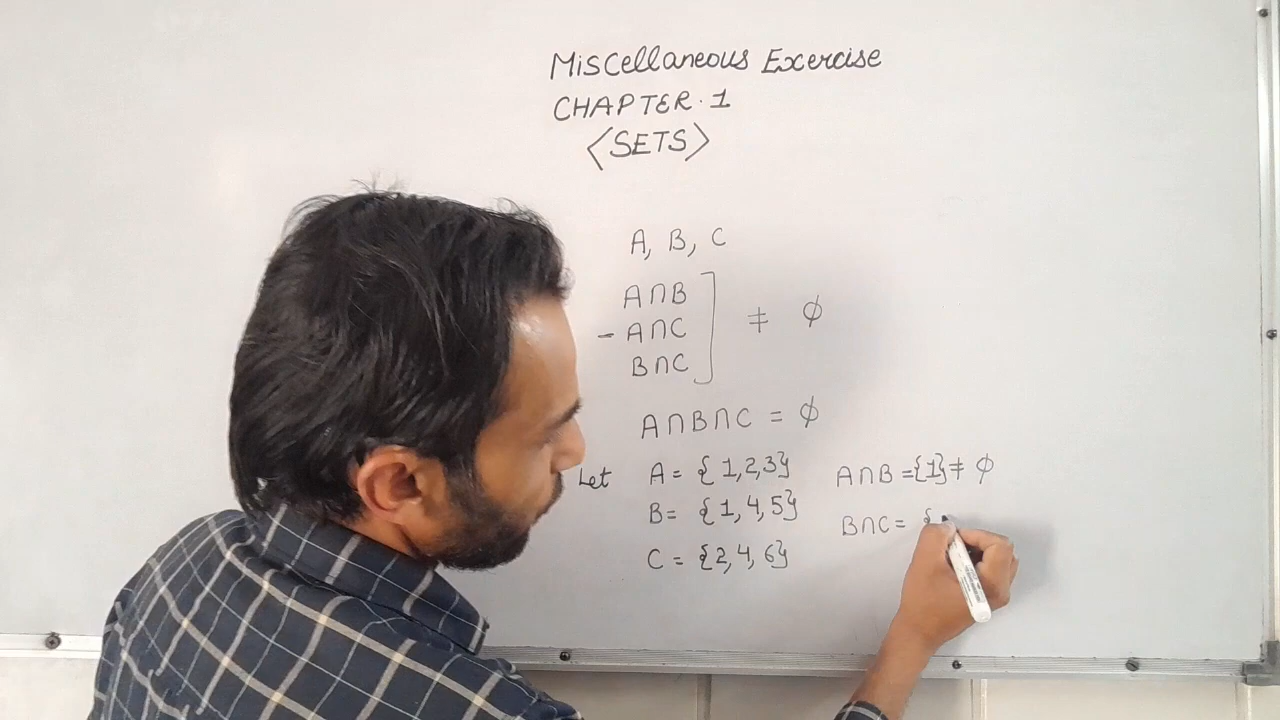 Miscellaneous Exercise
CHAPTER. 1
<SETS>
A, B, C
A∩B
- A∩C ] ≠ ϕ
B∩C
A∩B∩C = ϕ
Let A = { 1,2,3}
B = { 1,4,5}
C = {2,4,6}
A∩B = {1} ≠ ϕ
B∩C = {